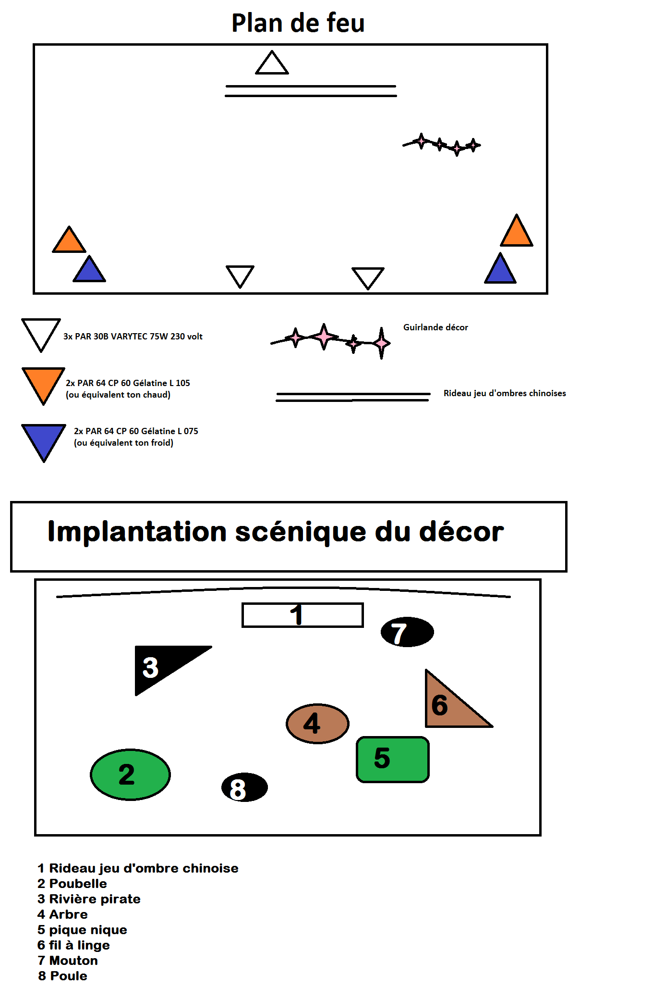 Plan de feu
3x PAR 30B VARYTEC 75W 230 volt
Guirlande décor
2x PAR 64 CP 60 Gélatine L 105
(ou équivalent ton chaud)
Rideau jeu d'ombres chinoises
2x PAR 64 CP 60 Gélatine L 075
(ou équivalent ton froid)
Implantation scénique du décor
1
7
3
6
4
5
2
8
1 Rideau jeu d'ombre chinoise
2 Poubelle
3 Rivière pirate
4 Arbre
5 pique nique
6 fil à linge
7 Mouton
8 Poule